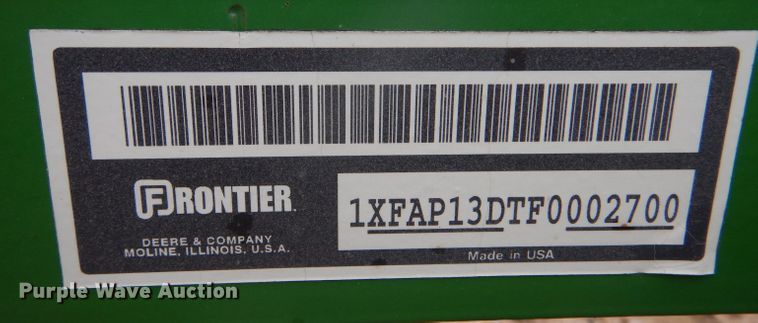 FRONTIER
DEERE & COMPANY
MOLINE, ILLINOIS, U.S.A.
1XFAP13DTF0002700
Made in USA
Purple Wave Auction